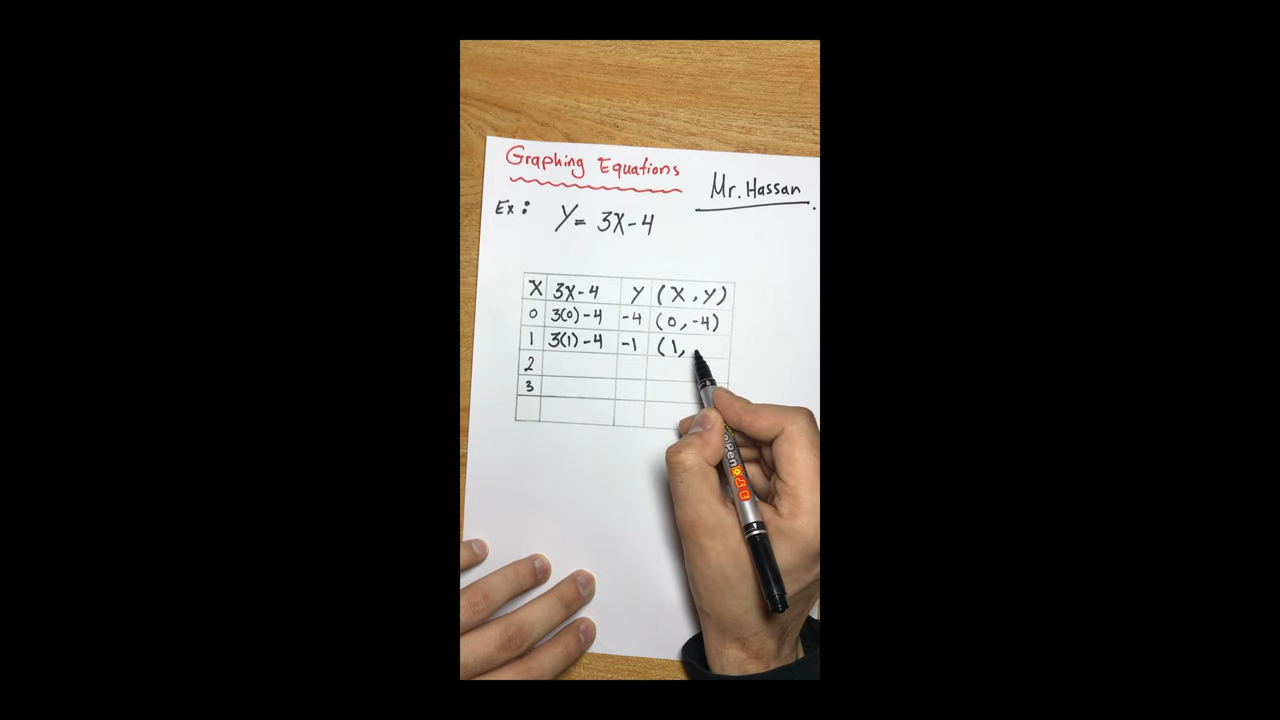 Graphing Equations
Mr. Hassan
Ex: Y = 3X - 4
X 3X - 4 Y (X, Y)
0 3(0) - 4 -4 (0, -4)
1 3(1) - 4 -1 (1,
2
3